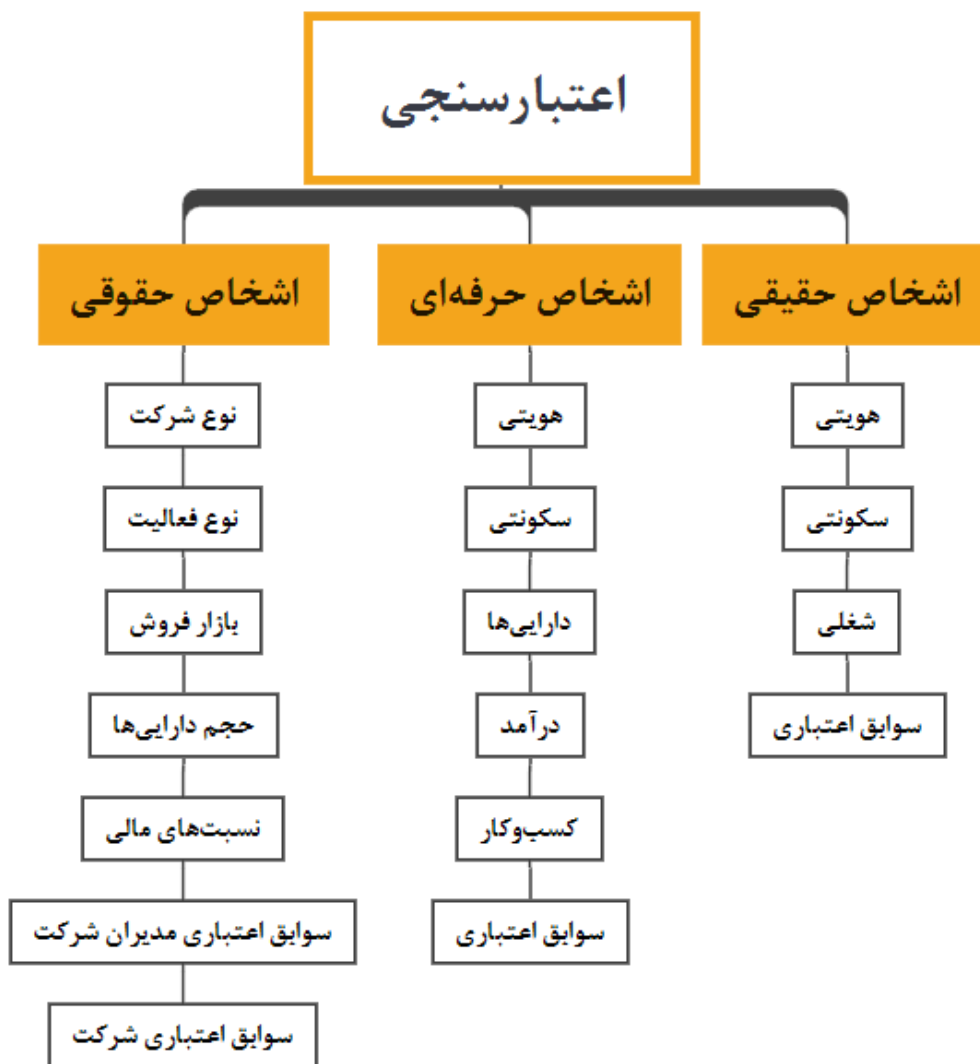 اعتبارسنجی
اشخاص حقیقی
هویتی
سکونتی
شغلی
سوابق اعتباری
اشخاص حرفه‌ای
هویتی
سکونتی
دارایی‌ها
درآمد
کسب‌وکار
سوابق اعتباری
اشخاص حقوقی
نوع شرکت
نوع فعالیت
بازار فروش
حجم دارایی‌ها
نسبت‌های مالی
سوابق اعتباری مدیران شرکت
سوابق اعتباری شرکت